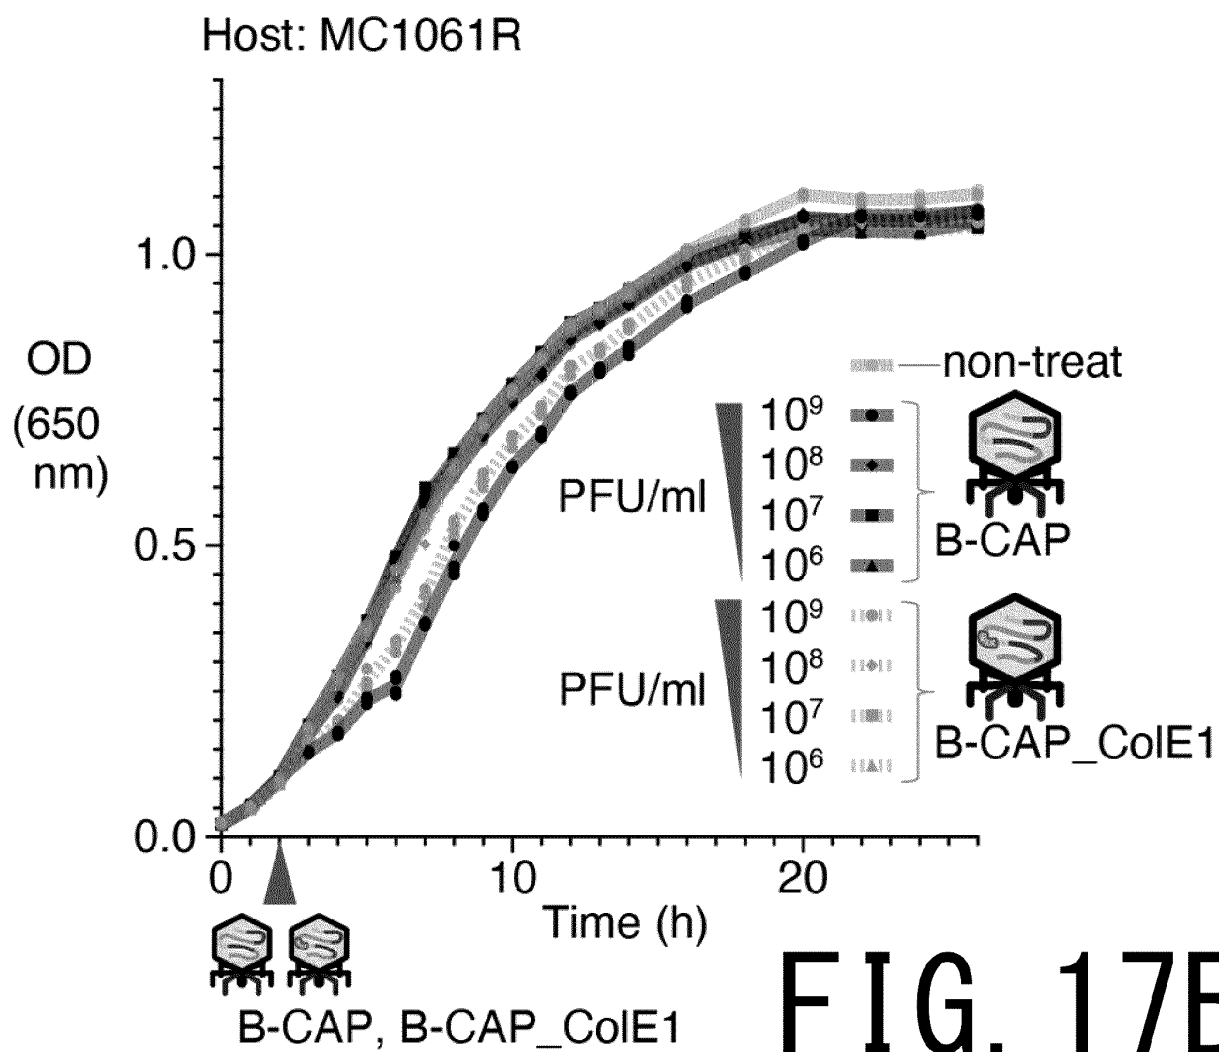 Host: MC1061R
1.0
OD
(650
nm)
0.5
0.0
0
10
20
Time (h)
non-treat
PFU/ml
10⁹
10⁸
10⁷
10⁶
B-CAP
PFU/ml
10⁹
10⁸
10⁷
10⁶
B-CAP_ColE1
B-CAP, B-CAP_ColE1
FIG. 17B